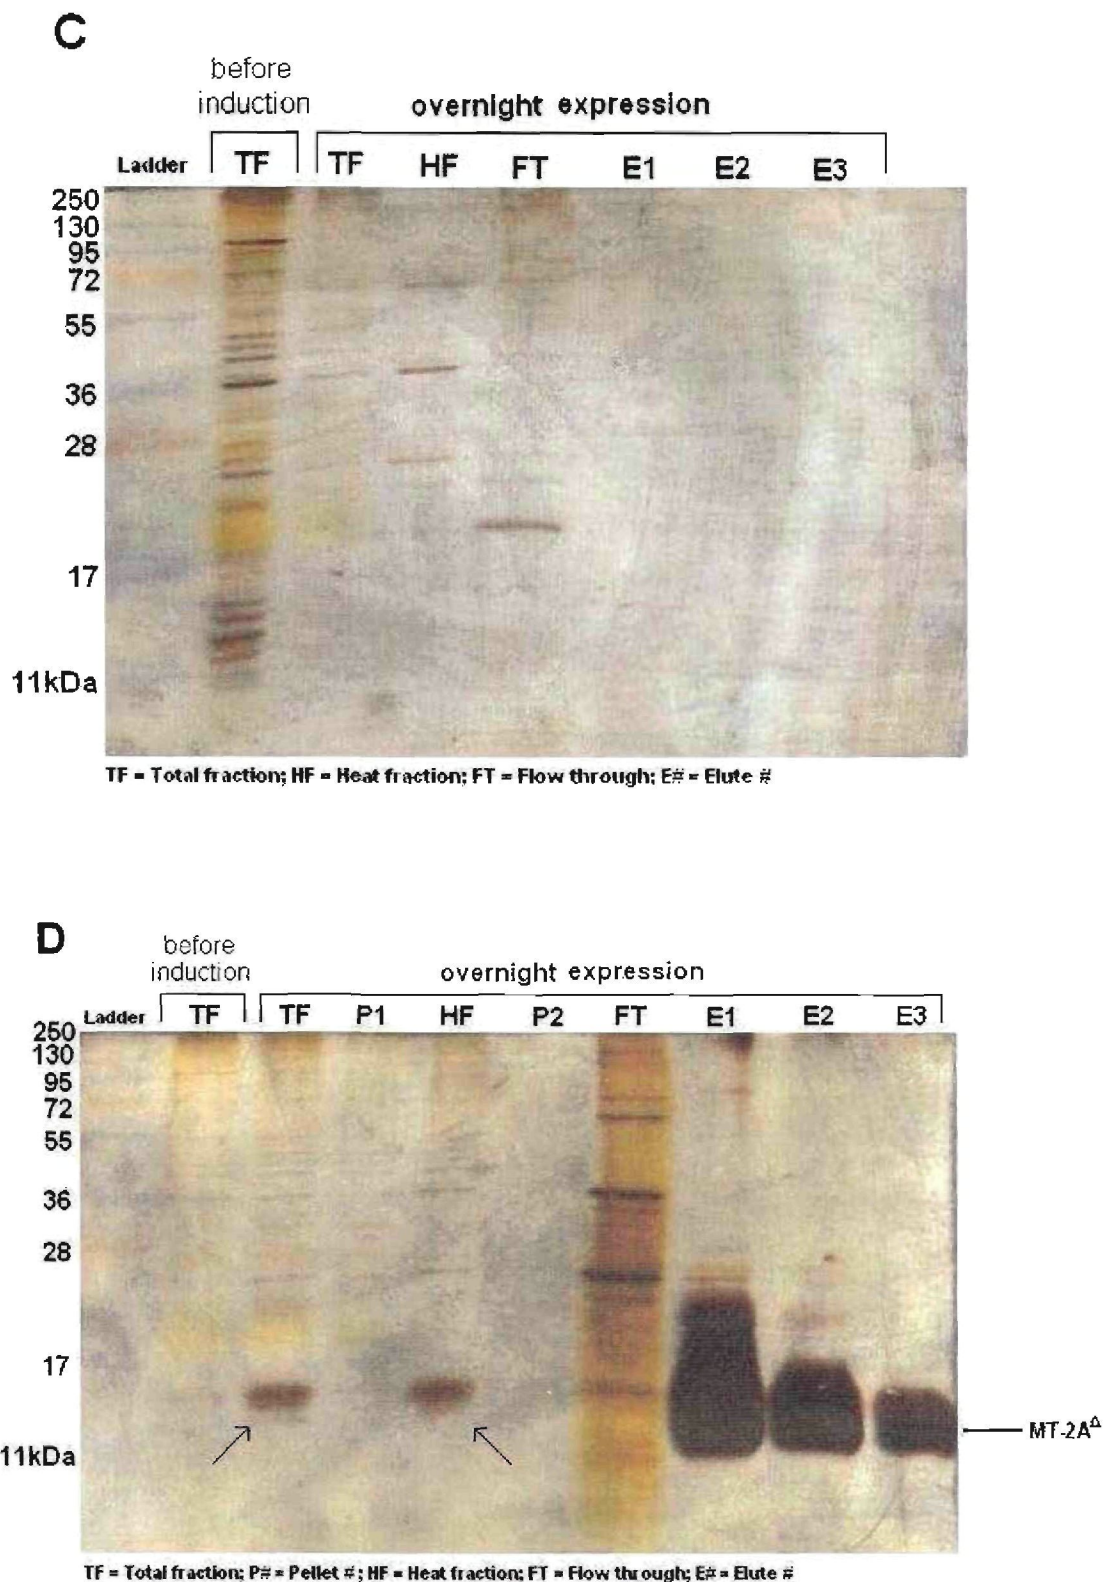 C
before
induction
overnight expression
Ladder TF TF HF FT E1 E2 E3
250
130
95
72
55
36
28
17
11kDa
TF = Total fraction; HF = Heat fraction; FT = Flow through; E# = Elute #
D
before
induction
overnight expression
Ladder TF TF P1 HF P2 FT E1 E2 E3
250
130
95
72
55
36
28
17
MT-2AΔ
11kDa
TF = Total fraction; P# = Pellet #; HF = Heat fraction; FT = Flow through; E# = Elute #